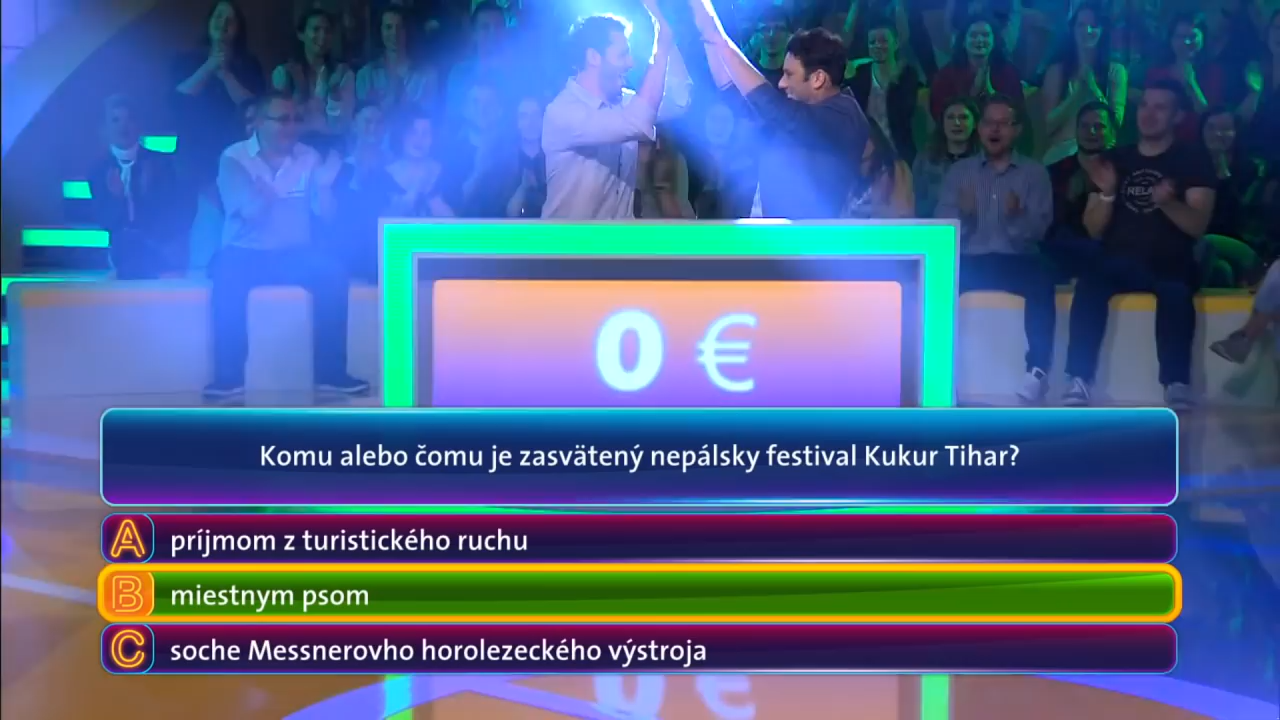 RELAX
0 €
Komu alebo čomu je zasvätený nepálsky festival Kukur Tihar?
A príjmom z turistického ruchu
B miestnym psom
C soche Messnerovho horolezeckého výstroja